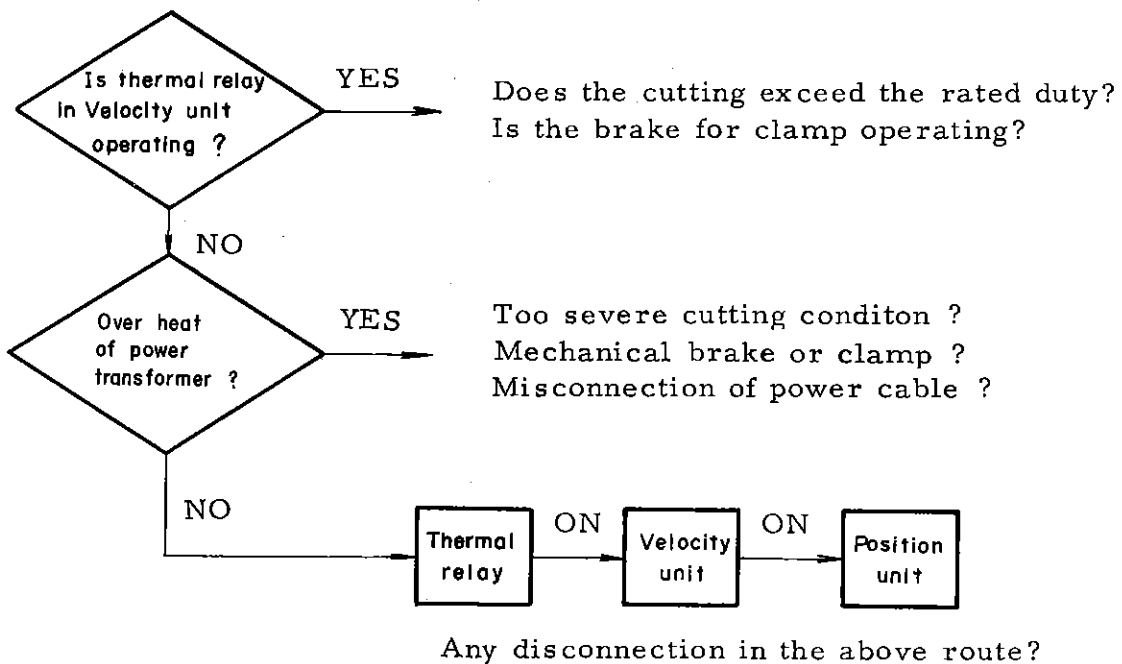 Is thermal relay
in Velocity unit
operating ?
YES
Does the cutting exceed the rated duty?
Is the brake for clamp operating?
NO
Over heat
of power
transformer ?
YES
Too severe cutting conditon ?
Mechanical brake or clamp ?
Misconnection of power cable ?
NO
Thermal
relay
ON
Velocity
unit
ON
Position
unit
Any disconnection in the above route?